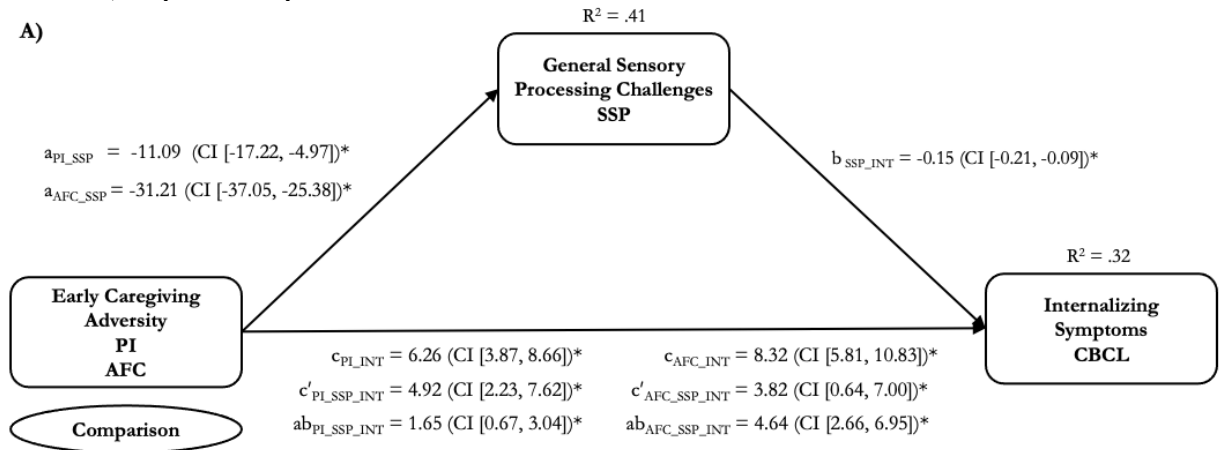 R² = .41
A)
General Sensory
Processing Challenges
SSP
a_PI_SSP = -11.09 (CI [-17.22, -4.97])*
a_AFC_SSP = -31.21 (CI [-37.05, -25.38])*
b_SSP_INT = -0.15 (CI [-0.21, -0.09])*
R² = .32
Early Caregiving
Adversity
PI
AFC
Internalizing
Symptoms
CBCL
c_PI_INT = 6.26 (CI [3.87, 8.66])* c_AFC_INT = 8.32 (CI [5.81, 10.83])*
c'_PI_SSP_INT = 4.92 (CI [2.23, 7.62])* c'_AFC_SSP_INT = 3.82 (CI [0.64, 7.00])*
ab_PI_SSP_INT = 1.65 (CI [0.67, 3.04])* ab_AFC_SSP_INT = 4.64 (CI [2.66, 6.95])*
Comparison